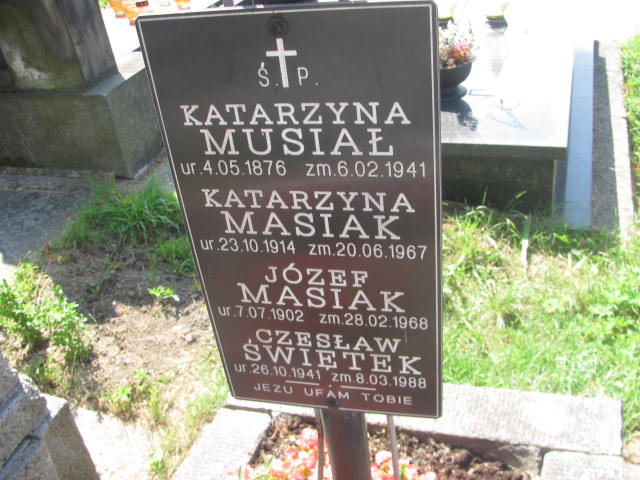 Ś. P.
KATARZYNA
MUSIAŁ
ur.4.05.1876 zm.6.02.1941
KATARZYNA
MASIAK
ur.23.10.1914 zm.20.06.1967
JÓZEF
MASIAK
ur.7.07.1902 zm.28.02.1968
CZESŁAW
ŚWIĘTEK
ur.26.10.1941 zm.8.03.1988
JEZU UFAM TOBIE